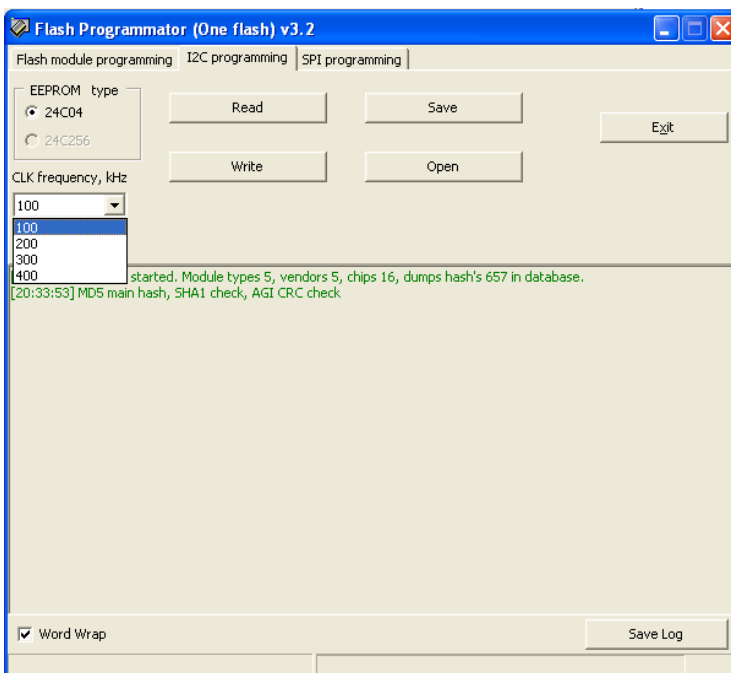 Flash Programmator (One flash) v3.2
Flash module programming I2C programming SPI programming
EEPROM type
24C04
24C256
Read
Save
Exit
Write
Open
CLK frequency, kHz
100
100
200
300
400
started. Module types 5, vendors 5, chips 16, dumps hash's 657 in database.
[20:33:53] MD5 main hash, SHA1 check, AGI CRC check
Word Wrap
Save Log